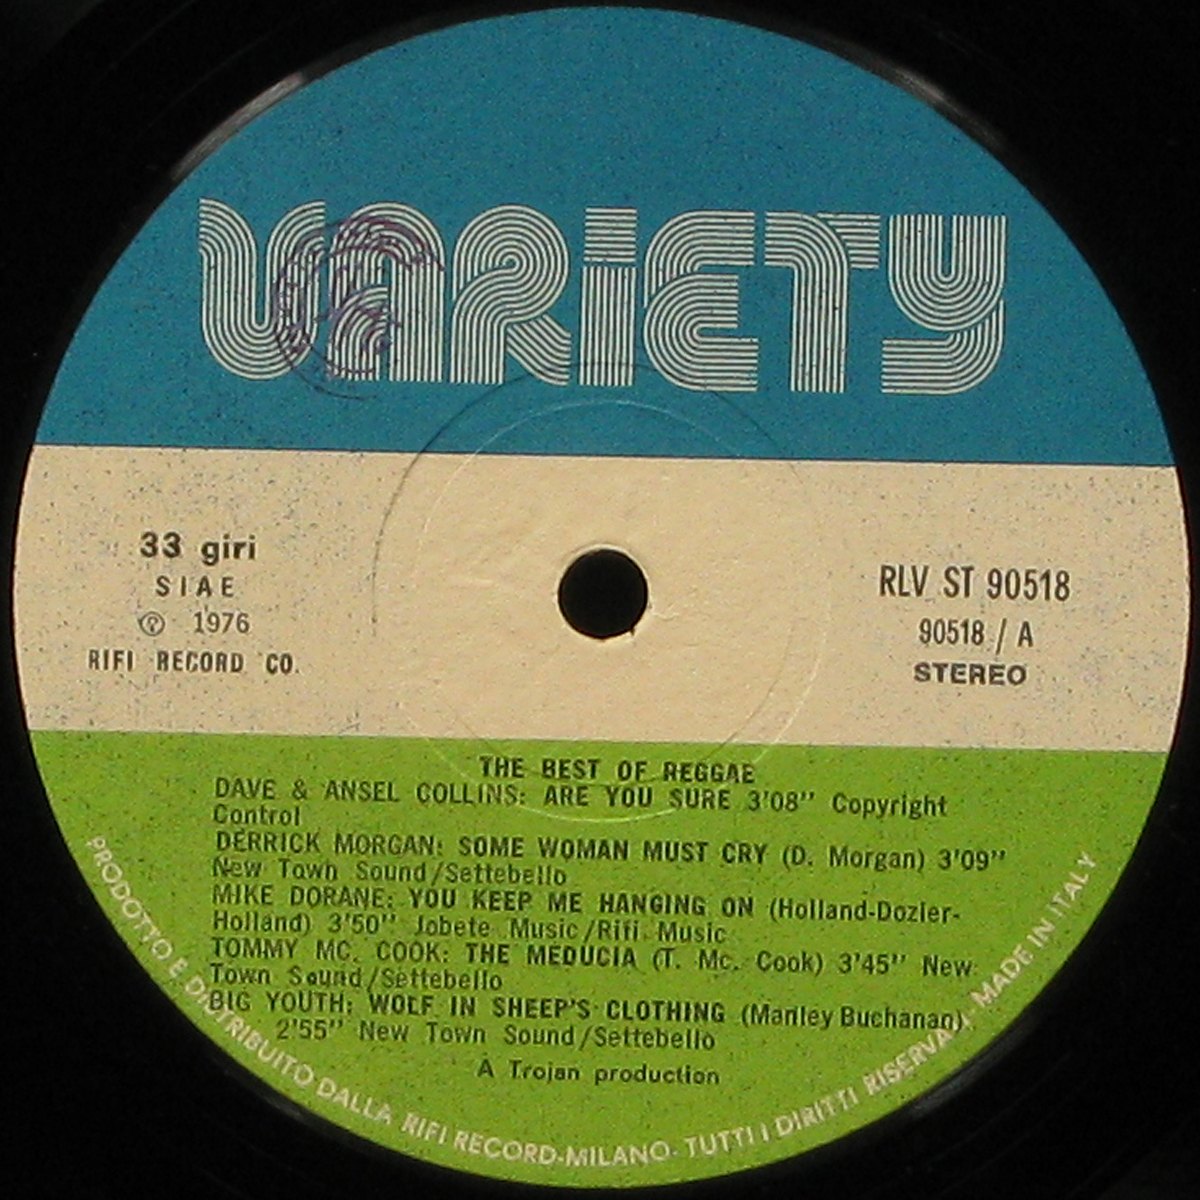 VARiETY
33 giri
SIAE
℗ 1976
RIFI RECORD CO.
RLV ST 90518
90518 / A
STEREO
THE BEST OF REGGAE
DAVE & ANSEL COLLINS: ARE YOU SURE 3'08" Copyright
Control
DERRICK MORGAN: SOME WOMAN MUST CRY (D. Morgan) 3'09"
New Town Sound/Settebello
MIKE DORANE: YOU KEEP ME HANGING ON (Holland-Dozier-
Holland) 3'50" Jobete Music/Rifi Music
TOMMY MC. COOK: THE MEDUCIA (T. Mc. Cook) 3'45" New
Town Sound/Settebello
BIG YOUTH: WOLF IN SHEEP'S CLOTHING (Manley Buchanan)
2'55" New Town Sound/Settebello
A Trojan production
PRODOTTO E DISTRIBUITO DALLA RIFI RECORD-MILANO. TUTTI I DIRITTI RISERVATI. MADE IN ITALY